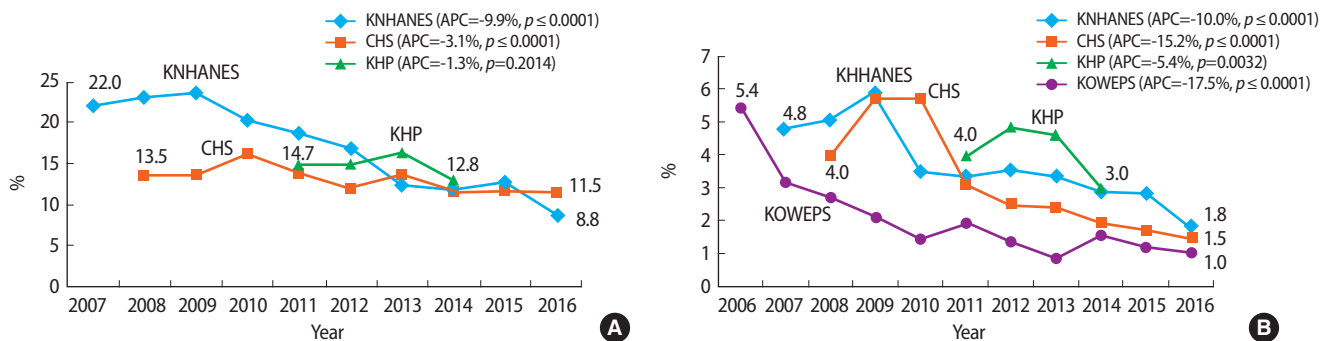 KNHANES (APC=-9.9%, p ≤ 0.0001)
CHS (APC=-3.1%, p ≤ 0.0001)
KHP (APC=-1.3%, p=0.2014)
25
20
15
10
5
0
%
22.0
KNHANES
13.5
CHS
14.7
KHP
12.8
11.5
8.8
2007 2008 2009 2010 2011 2012 2013 2014 2015 2016
Year
A
KNHANES (APC=-10.0%, p ≤ 0.0001)
CHS (APC=-15.2%, p ≤ 0.0001)
KHP (APC=-5.4%, p=0.0032)
KOWEPS (APC=-17.5%, p ≤ 0.0001)
7
6
5
4
3
2
1
0
%
5.4
4.8
KHHANES
CHS
4.0
4.0
KHP
3.0
KOWEPS
1.8
1.5
1.0
2006 2007 2008 2009 2010 2011 2012 2013 2014 2015 2016
Year
B